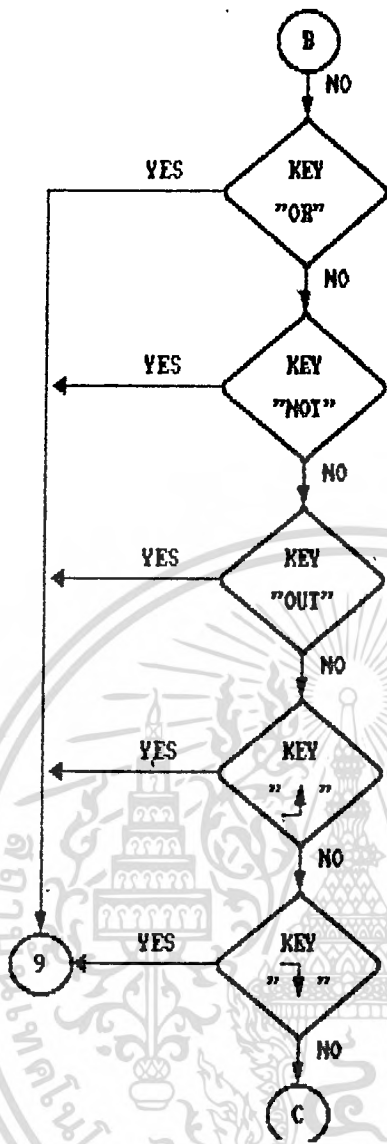 B
NO
YES
KEY
"OR"
NO
YES
KEY
"NOT"
NO
YES
KEY
"OUT"
NO
YES
KEY
" "
NO
YES
KEY
" "
9
NO
C